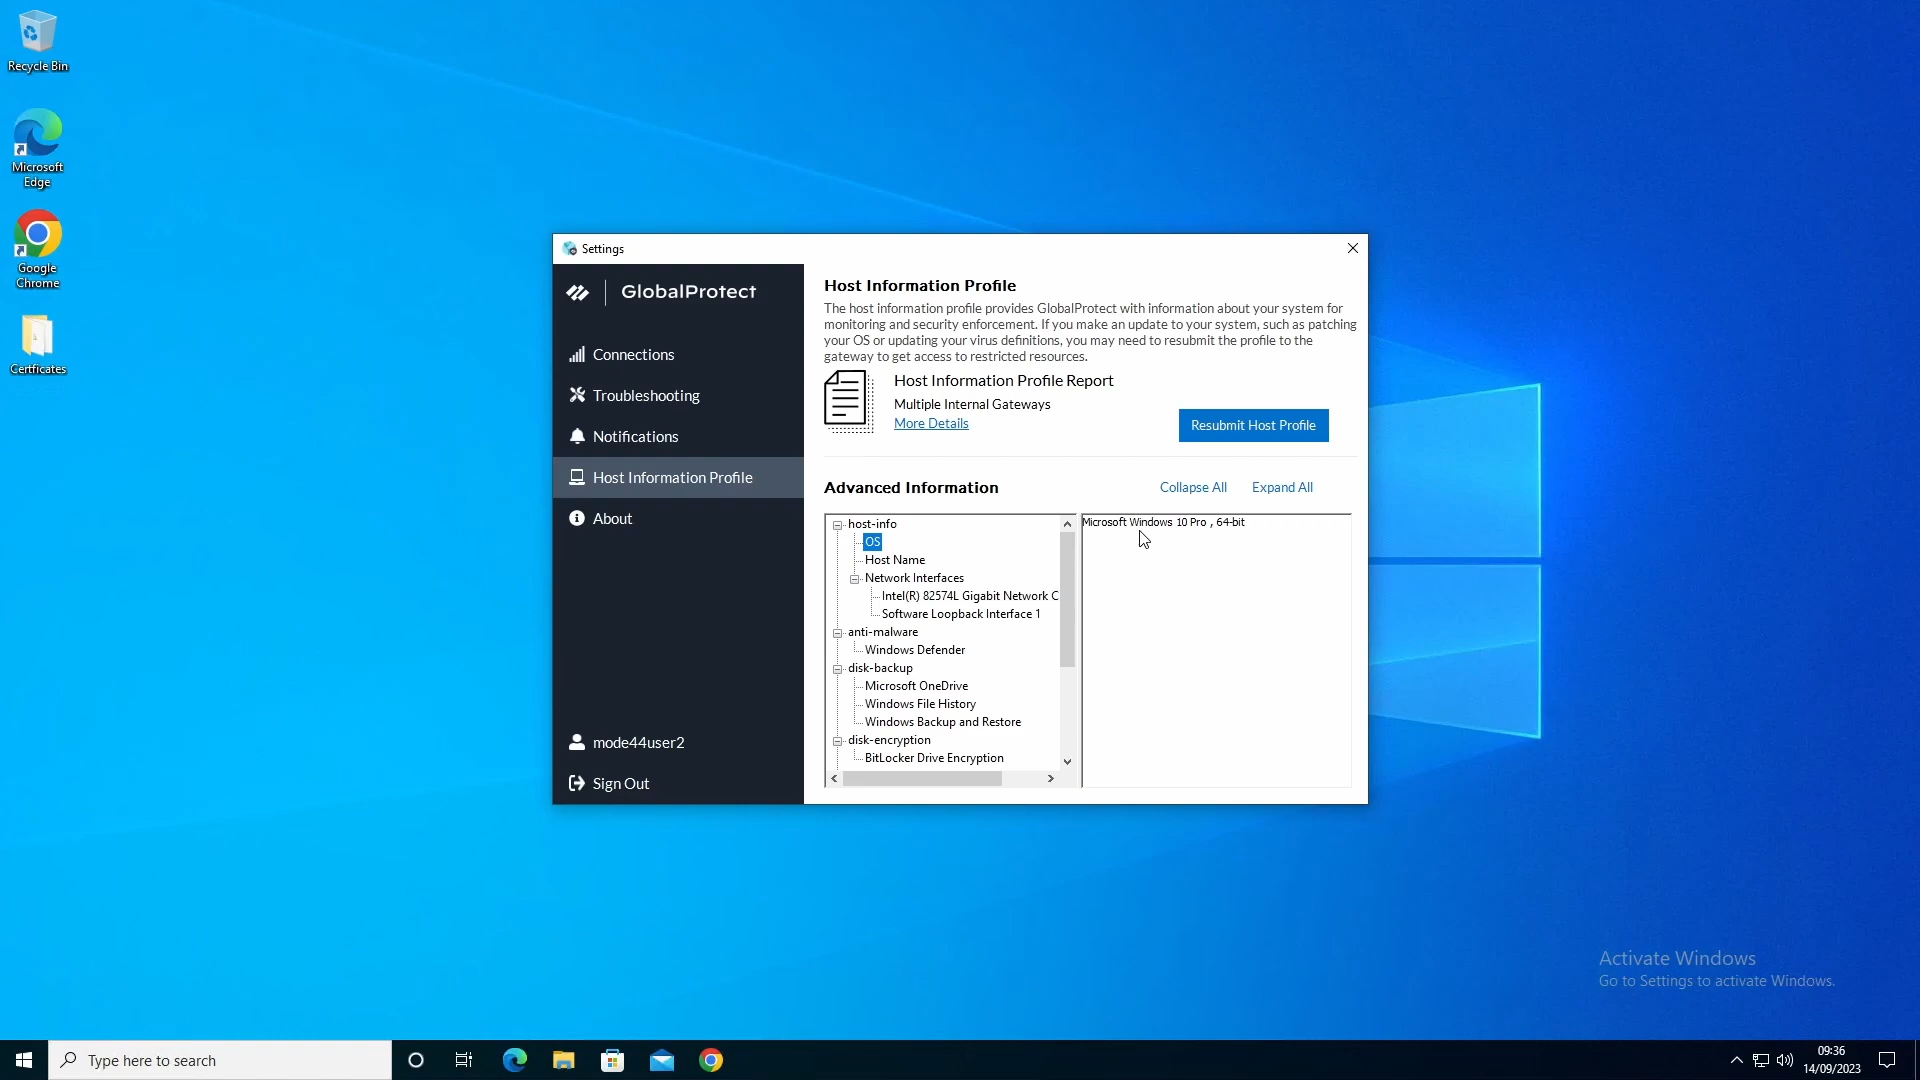 Recycle Bin
Microsoft
Edge
Google
Chrome
Certficates
Settings
GlobalProtect
Connections
Troubleshooting
Notifications
Host Information Profile
About
mode44user2
Sign Out
Host Information Profile
The host information profile provides GlobalProtect with information about your system for
monitoring and security enforcement. If you make an update to your system, such as patching
your OS or updating your virus definitions, you may need to resubmit the profile to the
gateway to get access to restricted resources.
Host Information Profile Report
Multiple Internal Gateways
More Details
Resubmit Host Profile
Advanced Information
Collapse All
Expand All
host-info
OS
Host Name
Network Interfaces
Intel(R) 82574L Gigabit Network C
Software Loopback Interface 1
anti-malware
Windows Defender
disk-backup
Microsoft OneDrive
Windows File History
Windows Backup and Restore
disk-encryption
BitLocker Drive Encryption
Microsoft Windows 10 Pro , 64-bit
Activate Windows
Go to Settings to activate Windows.
Type here to search
09:36
14/09/2023